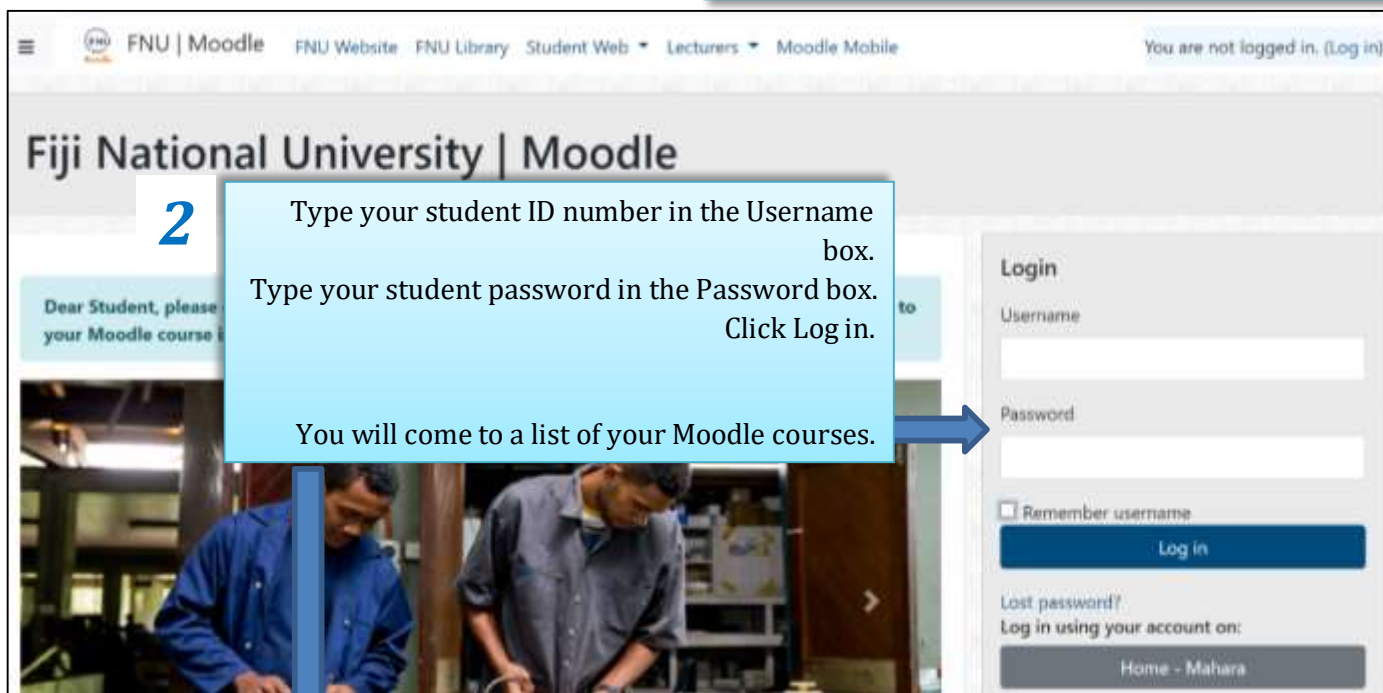 FNU | Moodle FNU Website FNU Library Student Web Lecturers Moodle Mobile You are not logged in. (Log in)
Fiji National University | Moodle
2
Type your student ID number in the Username
box.
Type your student password in the Password box.
Click Log in.
You will come to a list of your Moodle courses.
Dear Student, please
to
your Moodle course
Login
Username
Password
Remember username
Log in
Lost password?
Log in using your account on:
Home - Mahara